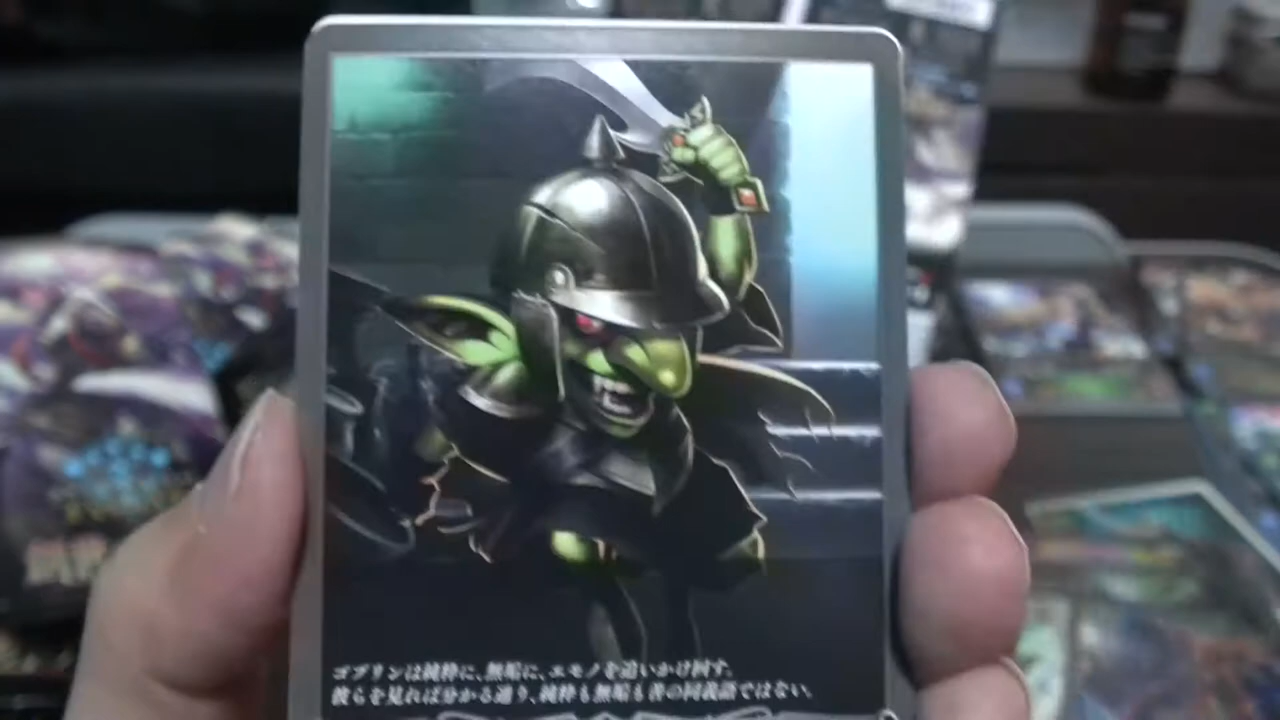 ゴブリンは純粋に、無垢に、エモノを追いかけ回す。
彼らを見れば分かる通り、純粋も無垢も善の同義語ではない。